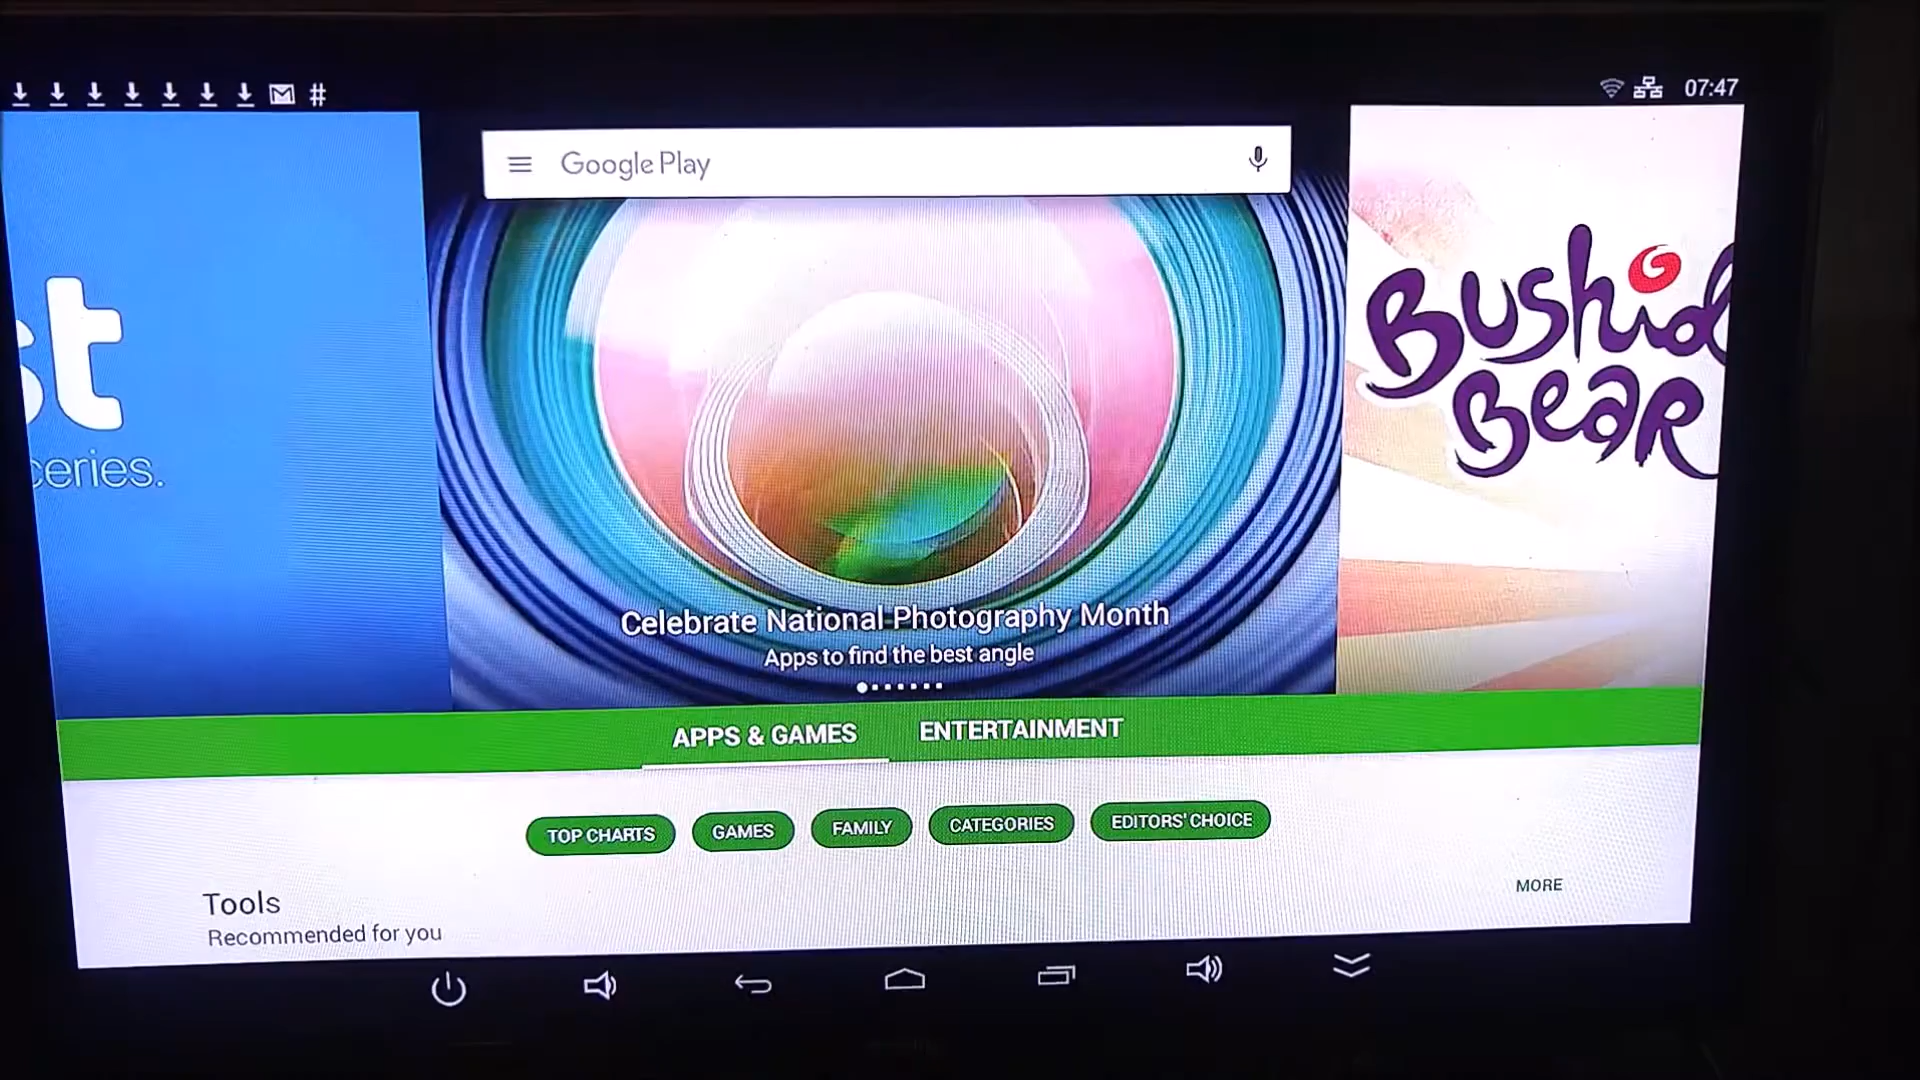 # 07:47
Google Play
st
ceries.
Bushid
Bear
Celebrate National Photography Month
Apps to find the best angle
APPS & GAMES ENTERTAINMENT
TOP CHARTS GAMES FAMILY CATEGORIES EDITORS' CHOICE
Tools MORE
Recommended for you